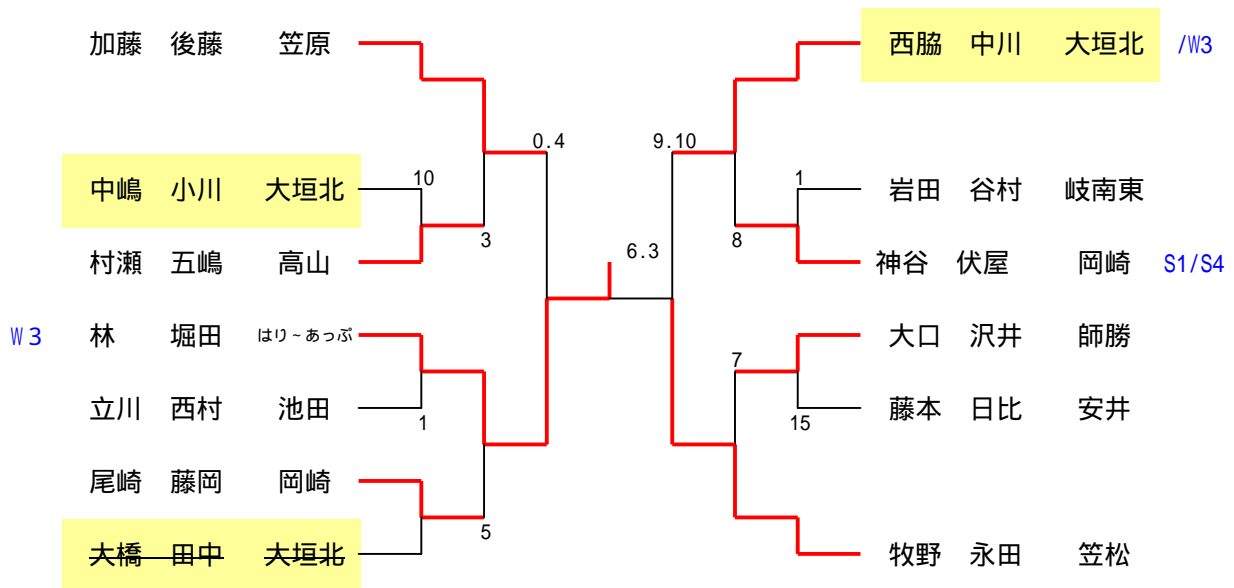 加藤 後藤 笠原
西脇 中川 大垣北 /W3
0.4
9.10
中嶋 小川 大垣北
10
1
岩田 谷村 岐南東
3
8
村瀬 五嶋 高山
6.3
神谷 伏屋 岡崎 S1/S4
W3 林 堀田 はり~あっぷ
大口 沢井 師勝
7
立川 西村 池田
1
15
藤本 日比 安井
尾崎 藤岡 岡崎
5
大橋 田中 大垣北
牧野 永田 笠松